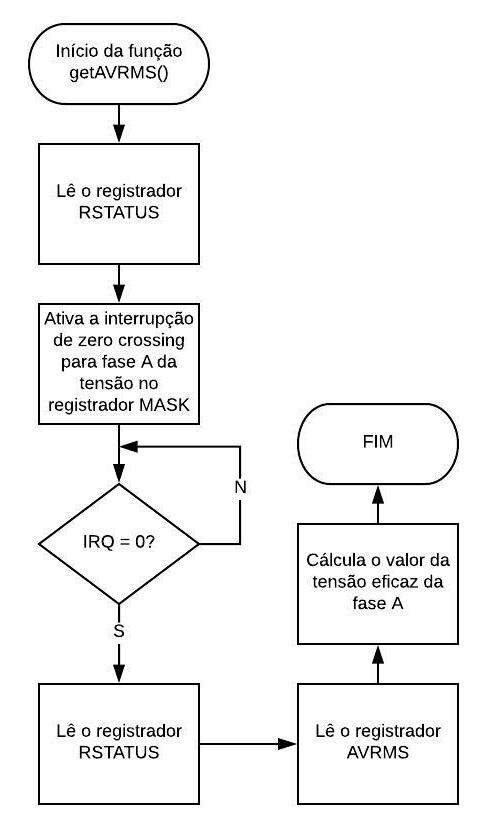 Início da função
getAVRMS()
Lê o registrador
RSTATUS
Ativa a interrupção
de zero crossing
para fase A da
tensão no
registrador MASK
IRQ = 0?
N
S
Lê o registrador
RSTATUS
Lê o registrador
AVRMS
Cálcula o valor da
tensão eficaz da
fase A
FIM